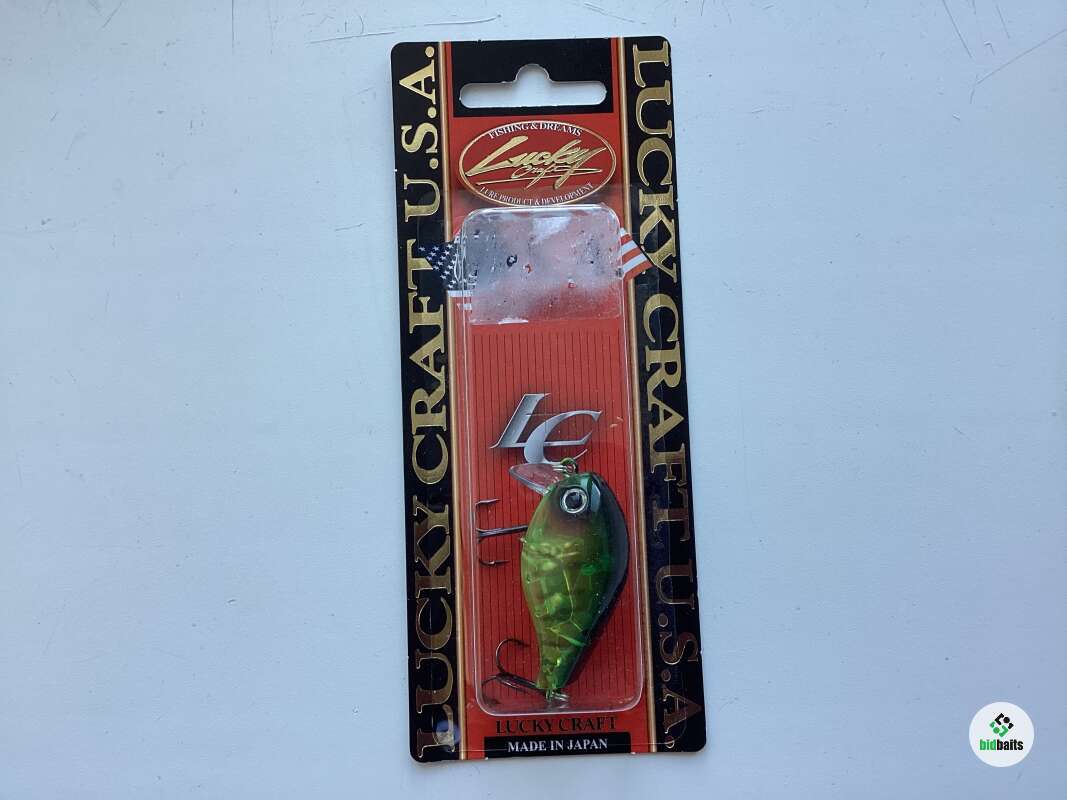 LUCKY CRAFT U.S.A.
FISHING & DREAMS
Lucky
Craft
LURE PRODUCT & DEVELOPMENT
LUCKY CRAFT U.S.A.
LC
LUCKY CRAFT
MADE IN JAPAN
bidbaits